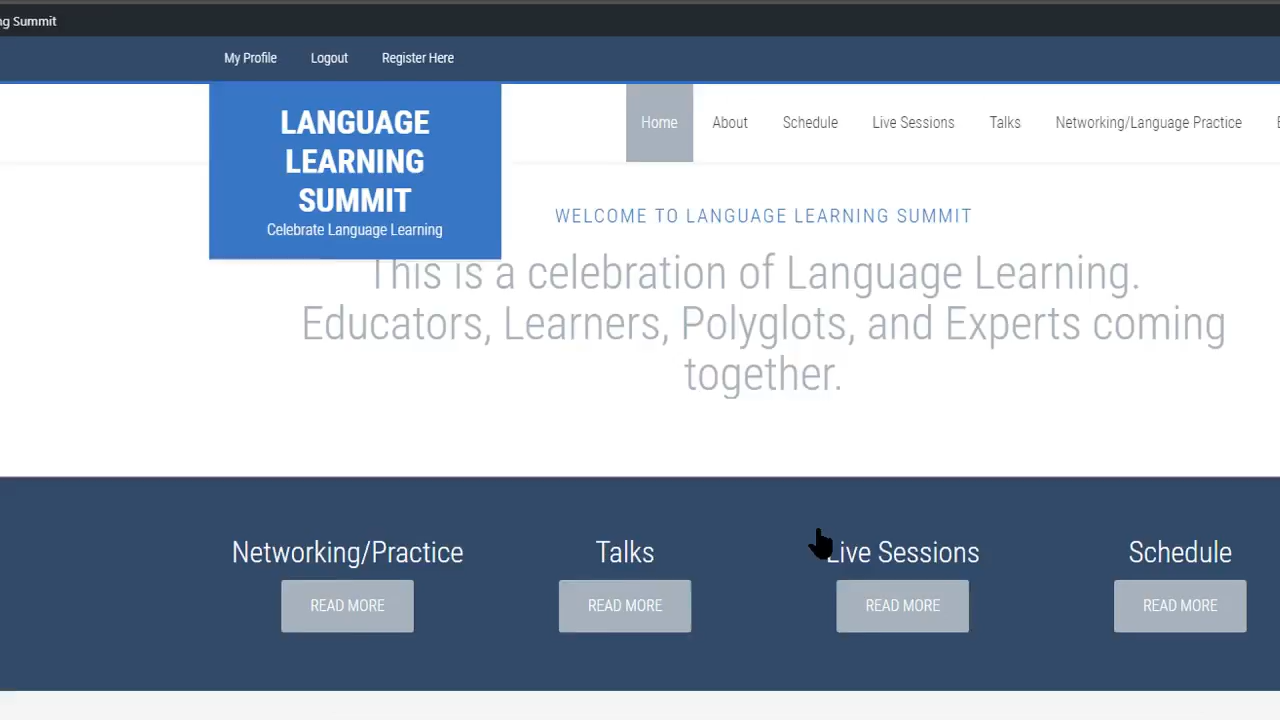 ng Summit
My Profile Logout Register Here
LANGUAGE
LEARNING
SUMMIT
Celebrate Language Learning
Home About Schedule Live Sessions Talks Networking/Language Practice
WELCOME TO LANGUAGE LEARNING SUMMIT
This is a celebration of Language Learning.
Educators, Learners, Polyglots, and Experts coming
together.
Networking/Practice Talks Live Sessions Schedule
READ MORE READ MORE READ MORE READ MORE